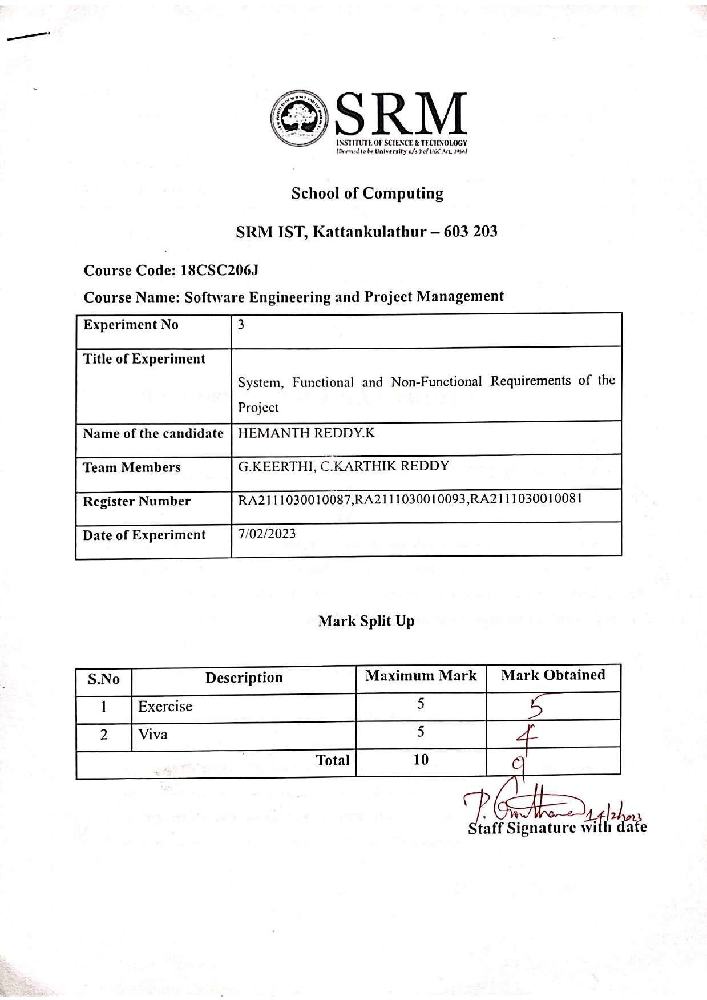 SRM
INSTITUTE OF SCIENCE & TECHNOLOGY
(Deemed to be University u/s 3 of UGC Act, 1956)
School of Computing
SRM IST, Kattankulathur – 603 203
Course Code: 18CSC206J
Course Name: Software Engineering and Project Management
Experiment No 3
Title of Experiment
System, Functional and Non-Functional Requirements of the
Project
Name of the candidate HEMANTH REDDY.K
Team Members G.KEERTHI, C.KARTHIK REDDY
Register Number RA2111030010087,RA2111030010093,RA2111030010081
Date of Experiment 7/02/2023
Mark Split Up
S.No Description Maximum Mark Mark Obtained
1 Exercise 5 5
2 Viva 5 4
Total 10 9
14/2/2023
Staff Signature with date